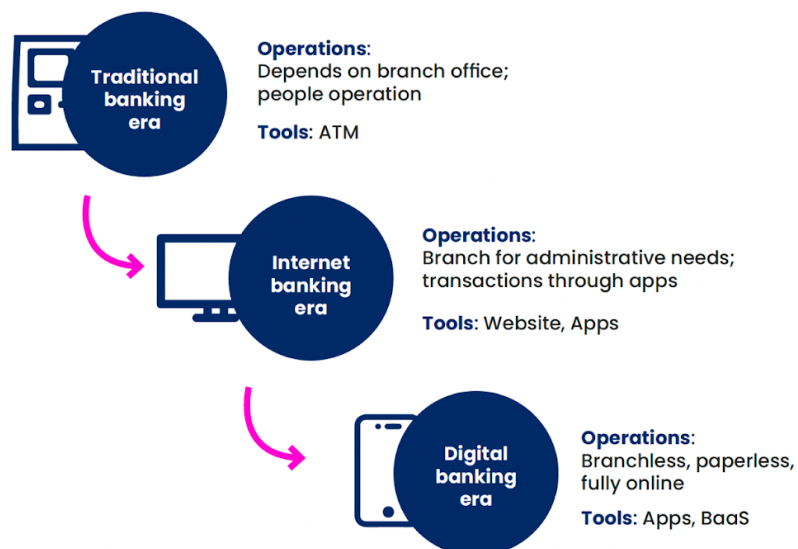 Traditional
banking
era
Operations:
Depends on branch office;
people operation
Tools: ATM
Internet
banking
era
Operations:
Branch for administrative needs;
transactions through apps
Tools: Website, Apps
Digital
banking
era
Operations:
Branchless, paperless,
fully online
Tools: Apps, BaaS